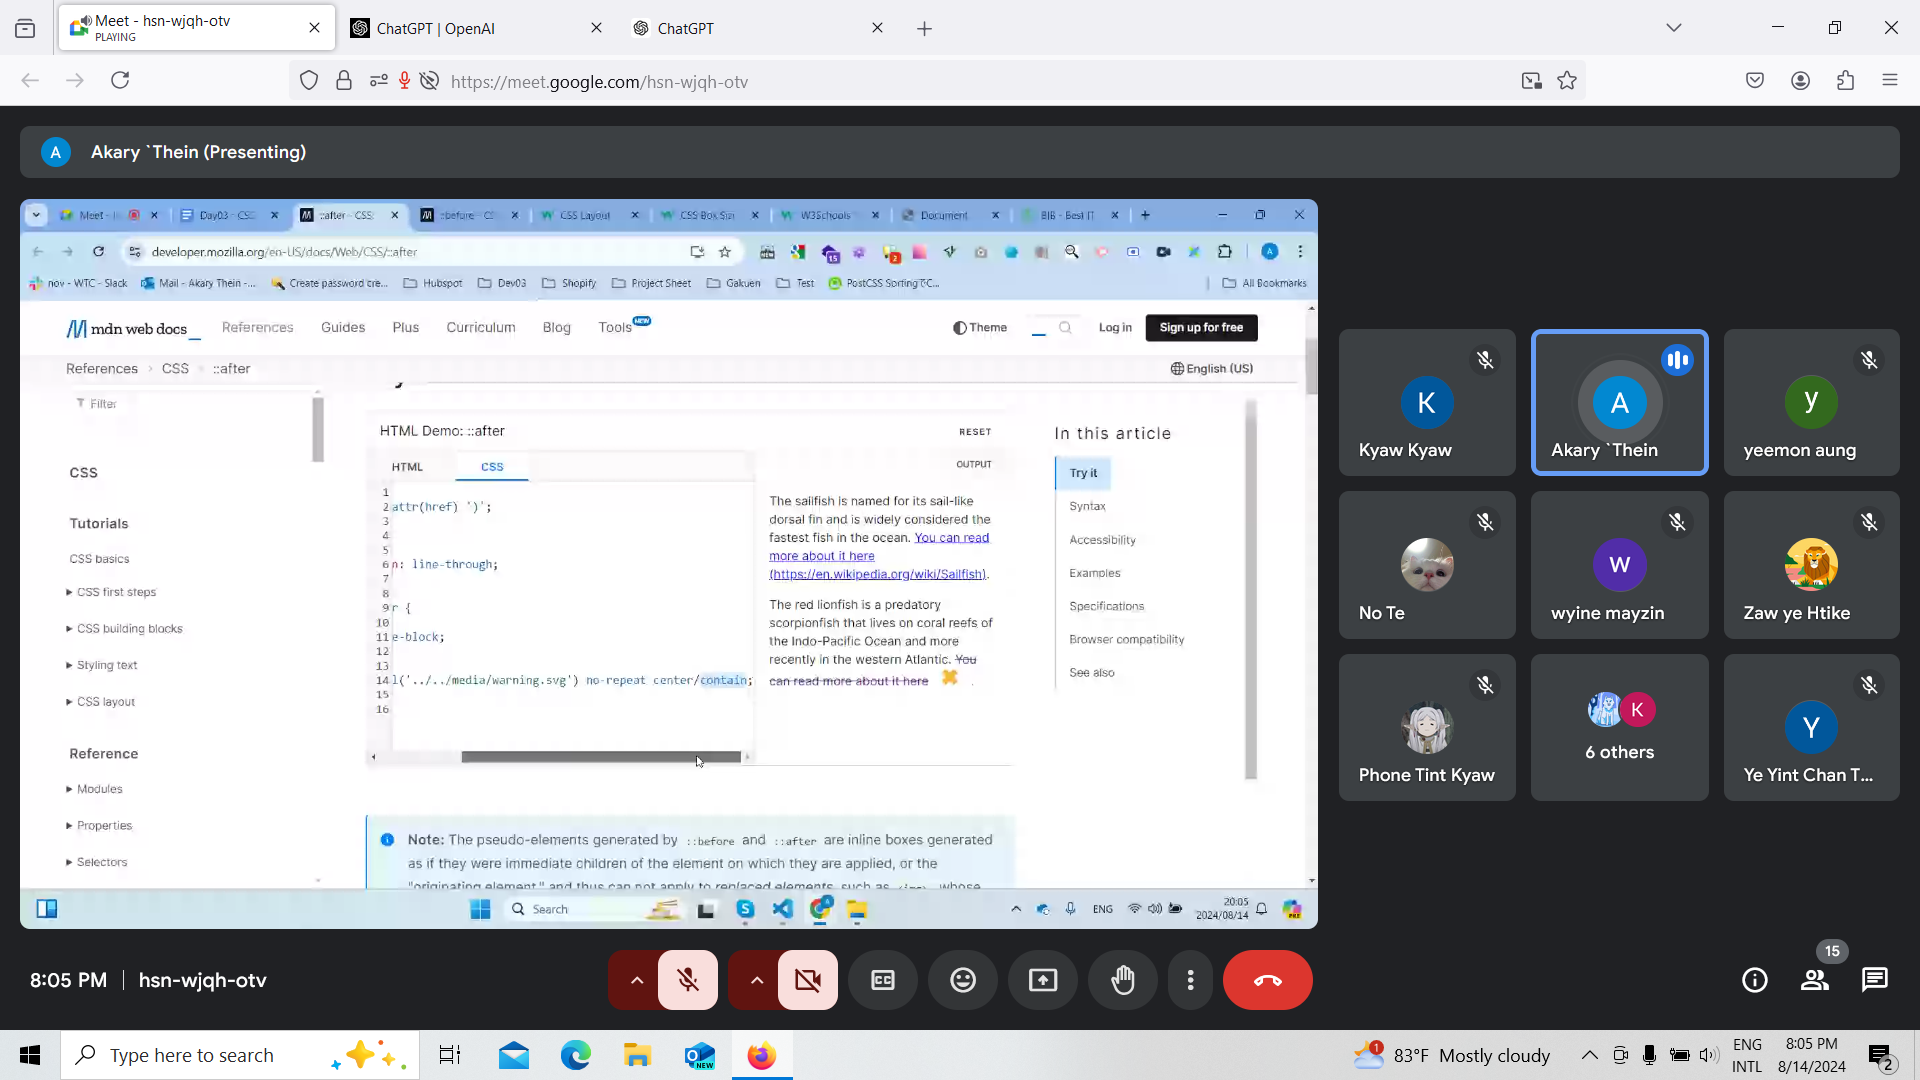 Meet - hsn-wjqh-otv
PLAYING
ChatGPT | OpenAI
ChatGPT
https://meet.google.com/hsn-wjqh-otv
A
Akary `Thein (Presenting)
Meet -
Day03 - CSS
::after - CSS:
::before - CS
CSS Layout
CSS Box Sizi
W3Schools
Document
BIB - Best IT
developer.mozilla.org/en-US/docs/Web/CSS/::after
nov - WTC - Slack
Mail - Akary Thein -...
Create password cre...
Hubspot
Dev03
Shopify
Project Sheet
Gakuen
Test
PostCSS Sorting
All Bookmarks
mdn web docs_
References
Guides
Plus
Curriculum
Blog
Tools
NEW
Theme
Log in
Sign up for free
References
CSS
::after
English (US)
Filter
CSS
Tutorials
CSS basics
CSS first steps
CSS building blocks
Styling text
CSS layout
Reference
Modules
Properties
Selectors
HTML Demo: ::after
RESET
HTML
CSS
OUTPUT
1
2 attr(href) ')';
3
4
5
6 n: line-through;
7
8
9 r {
10
11 e-block;
12
13
14 l('../../media/warning.svg') no-repeat center/contain;
15
16
The sailfish is named for its sail-like
dorsal fin and is widely considered the
fastest fish in the ocean. You can read
more about it here
(https://en.wikipedia.org/wiki/Sailfish).
The red lionfish is a predatory
scorpionfish that lives on coral reefs of
the Indo-Pacific Ocean and more
recently in the western Atlantic. You
can read more about it here .
In this article
Try it
Syntax
Accessibility
Examples
Specifications
Browser compatibility
See also
Note: The pseudo-elements generated by ::before and ::after are inline boxes generated
as if they were immediate children of the element on which they are applied, or the
"originating element," and thus can not apply to replaced elements, such as <img>, whose
Search
ENG
20:05
2024/08/14
K
Kyaw Kyaw
A
Akary `Thein
y
yeemon aung
No Te
W
wyine mayzin
Zaw ye Htike
Phone Tint Kyaw
K
6 others
Y
Ye Yint Chan T...
8:05 PM
hsn-wjqh-otv
15
Type here to search
NEW
1
83°F Mostly cloudy
ENG
INTL
8:05 PM
8/14/2024
2